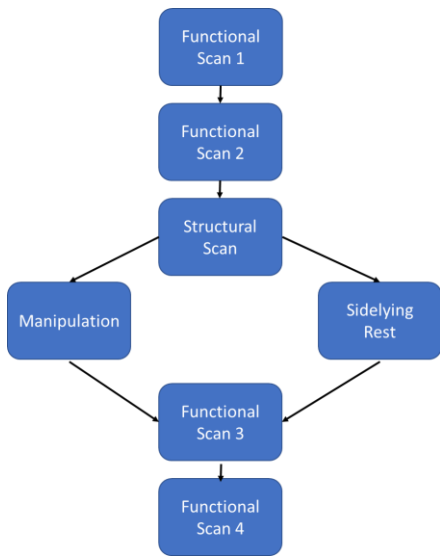 Functional
Scan 1
Functional
Scan 2
Structural
Scan
Manipulation
Sidelying
Rest
Functional
Scan 3
Functional
Scan 4